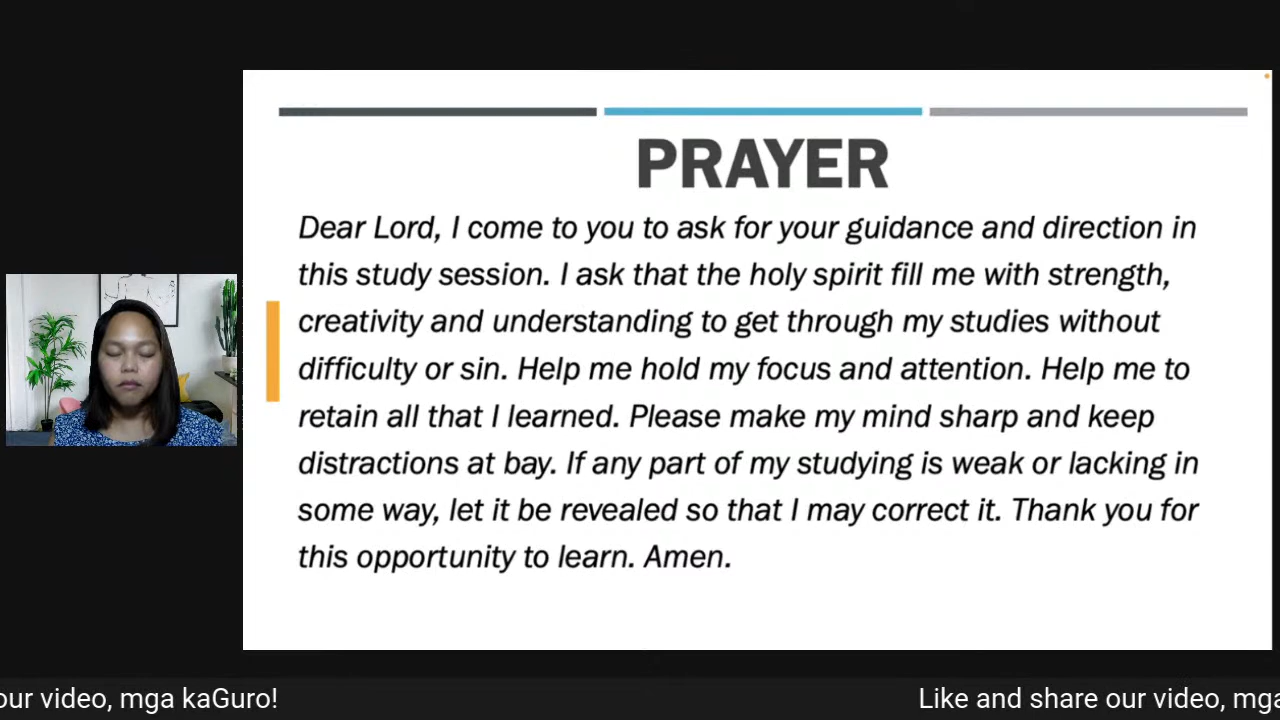 PRAYER
Dear Lord, I come to you to ask for your guidance and direction in
this study session. I ask that the holy spirit fill me with strength,
creativity and understanding to get through my studies without
difficulty or sin. Help me hold my focus and attention. Help me to
retain all that I learned. Please make my mind sharp and keep
distractions at bay. If any part of my studying is weak or lacking in
some way, let it be revealed so that I may correct it. Thank you for
this opportunity to learn. Amen.
our video, mga kaGuro! Like and share our video, mga